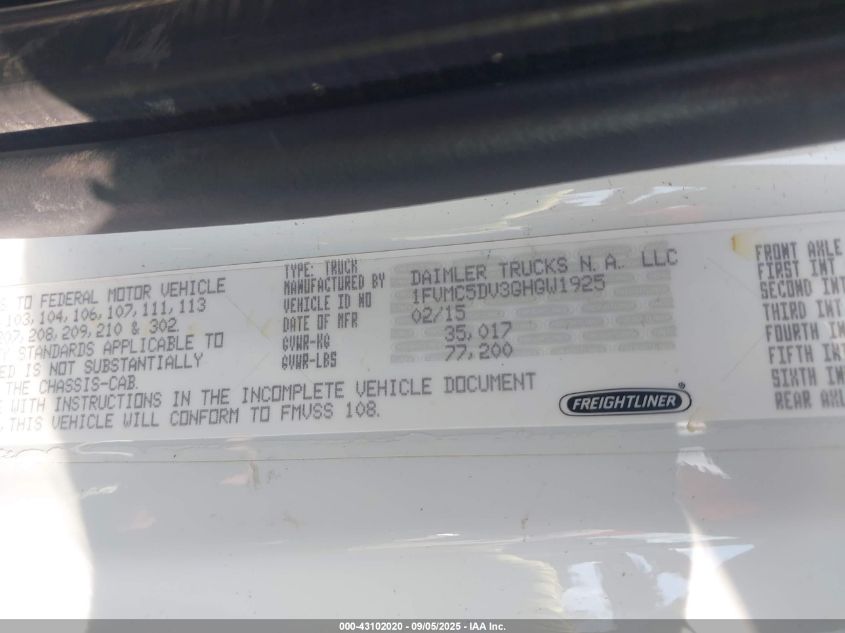 S TO FEDERAL MOTOR VEHICLE
103, 104, 106, 107, 111, 113
207, 208, 209, 210 & 302
Y STANDARDS APPLICABLE TO
ED IS NOT SUBSTANTIALLY
THE CHASSIS-CAB.
E WITH INSTRUCTIONS IN THE INCOMPLETE VEHICLE DOCUMENT
, THIS VEHICLE WILL CONFORM TO FMVSS 108.
TYPE: TRUCK
MANUFACTURED BY DAIMLER TRUCKS N.A. LLC
VEHICLE ID NO 1FVMC5DV3GHGW1925
DATE OF MFR 02/15
GVWR-KG 35,017
GVWR-LBS 77,200
FREIGHTLINER®
FRONT AXLE
FIRST INT
SECOND INT
THIRD INT
FOURTH INT
FIFTH INT
SIXTH IN
REAR AXL
000-43102020 - 09/05/2025 - IAA Inc.